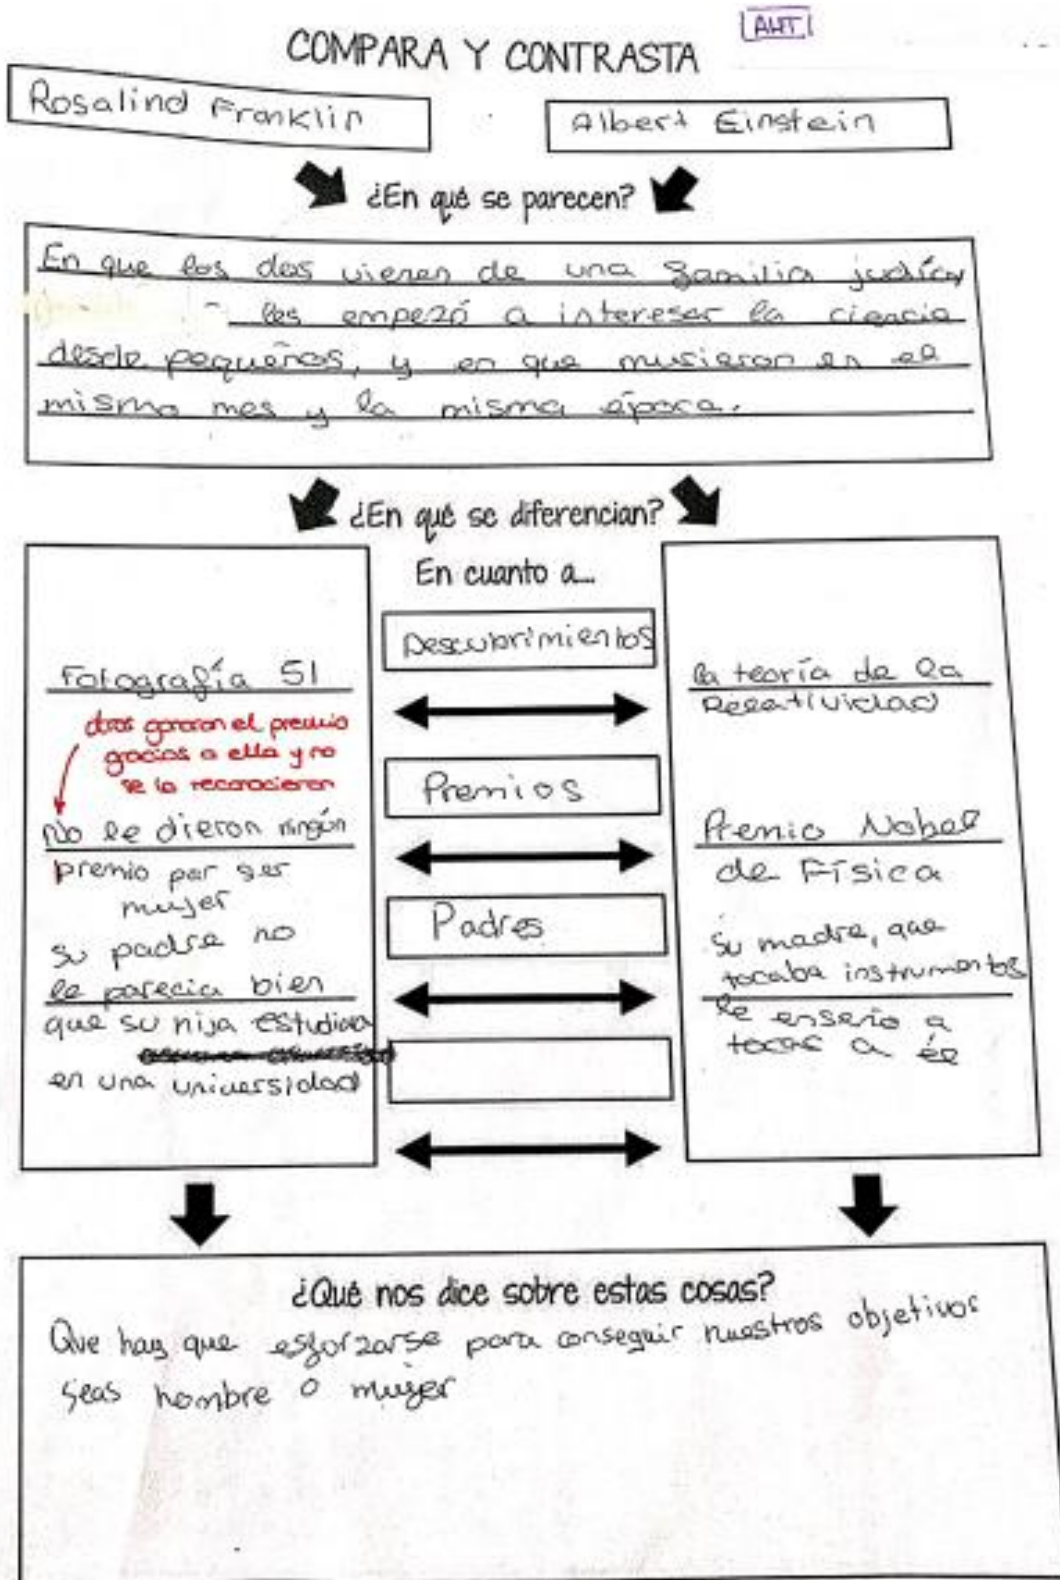 AHT
COMPARA Y CONTRASTA
Rosalind Franklin
Albert Einstein
¿En qué se parecen?
En que los dos vienen de una familia judía
les empezó a interesar la ciencia
desde pequeños, y en que murieron en el
mismo mes y la misma época.
¿En qué se diferencian?
En cuanto a...
Fotografía 51
otros ganaron el premio
gracias a ella y no
se lo reconocieron
No le dieron ningún
premio por ser
mujer
su padre no
le parecia bien
que su hija estudiara
en una universidad
Descubrimientos
Premios
Padres
la teoría de la
Relatividad
Premio Nobel
de Física
Su madre, que
tocaba instrumentos
le enseño a
tocar a él
¿Qué nos dice sobre estas cosas?
Que hay que esforzarse para conseguir nuestros objetivos
seas hombre o mujer